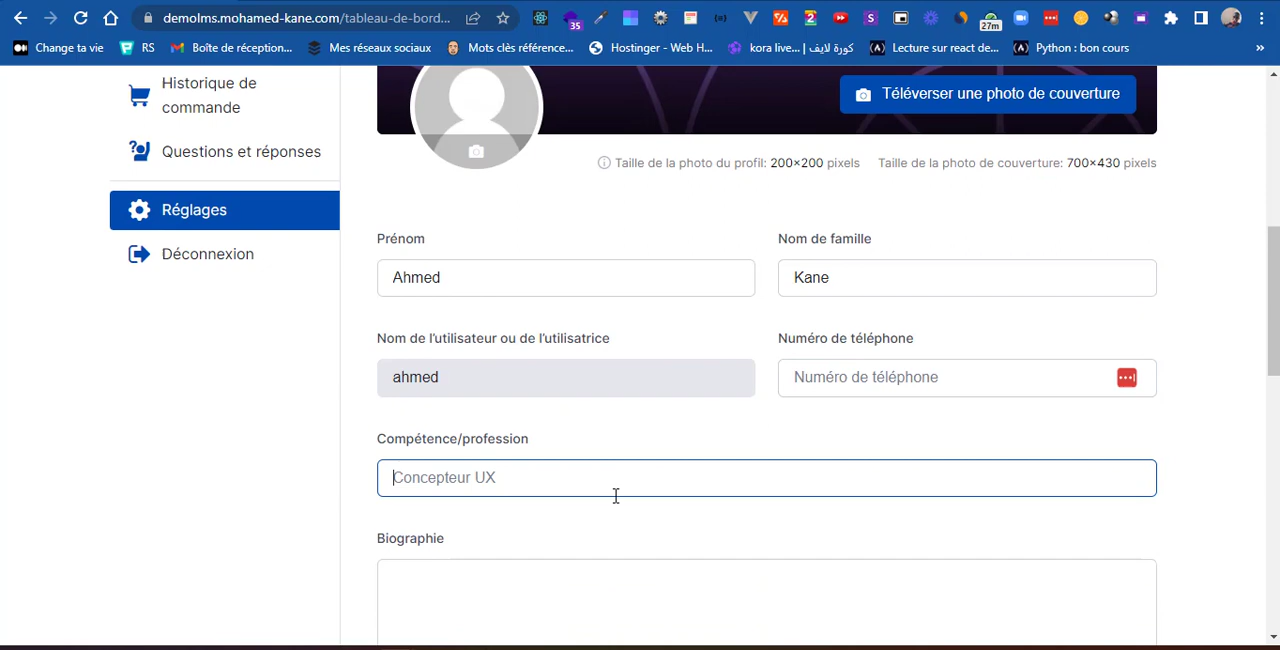 demolms.mohamed-kane.com/tableau-de-bord...
35
2
S
27m
Change ta vie
RS
Boîte de réception...
Mes réseaux sociaux
Mots clés référence...
Hostinger - Web H...
kora live... | كورة لايف
Lecture sur react de...
Python : bon cours
»
Historique de
commande
Téléverser une photo de couverture
Questions et réponses
Taille de la photo du profil: 200×200 pixels Taille de la photo de couverture: 700×430 pixels
Réglages
Déconnexion
Prénom
Nom de famille
Ahmed
Kane
Nom de l'utilisateur ou de l'utilisatrice
Numéro de téléphone
ahmed
Numéro de téléphone
Compétence/profession
Concepteur UX
Biographie